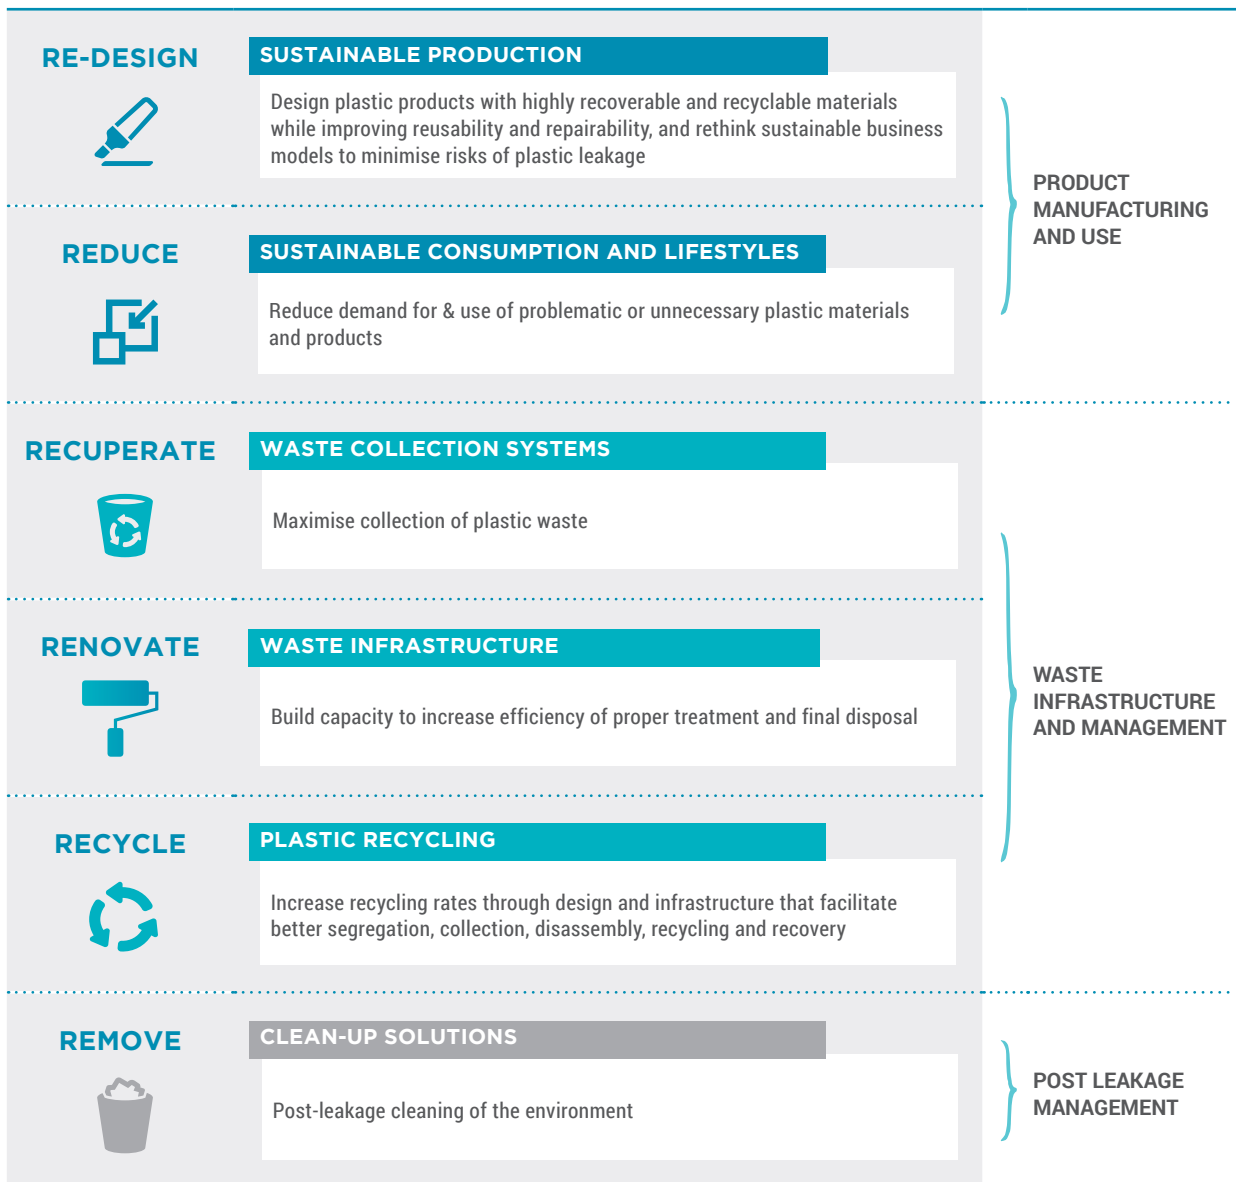 RE-DESIGN
SUSTAINABLE PRODUCTION
Design plastic products with highly recoverable and recyclable materials
while improving reusability and repairability, and rethink sustainable business
models to minimise risks of plastic leakage
REDUCE
SUSTAINABLE CONSUMPTION AND LIFESTYLES
Reduce demand for & use of problematic or unnecessary plastic materials
and products
PRODUCT
MANUFACTURING
AND USE
RECUPERATE
WASTE COLLECTION SYSTEMS
Maximise collection of plastic waste
RENOVATE
WASTE INFRASTRUCTURE
Build capacity to increase efficiency of proper treatment and final disposal
RECYCLE
PLASTIC RECYCLING
Increase recycling rates through design and infrastructure that facilitate
better segregation, collection, disassembly, recycling and recovery
WASTE
INFRASTRUCTURE
AND MANAGEMENT
REMOVE
CLEAN-UP SOLUTIONS
Post-leakage cleaning of the environment
POST LEAKAGE
MANAGEMENT